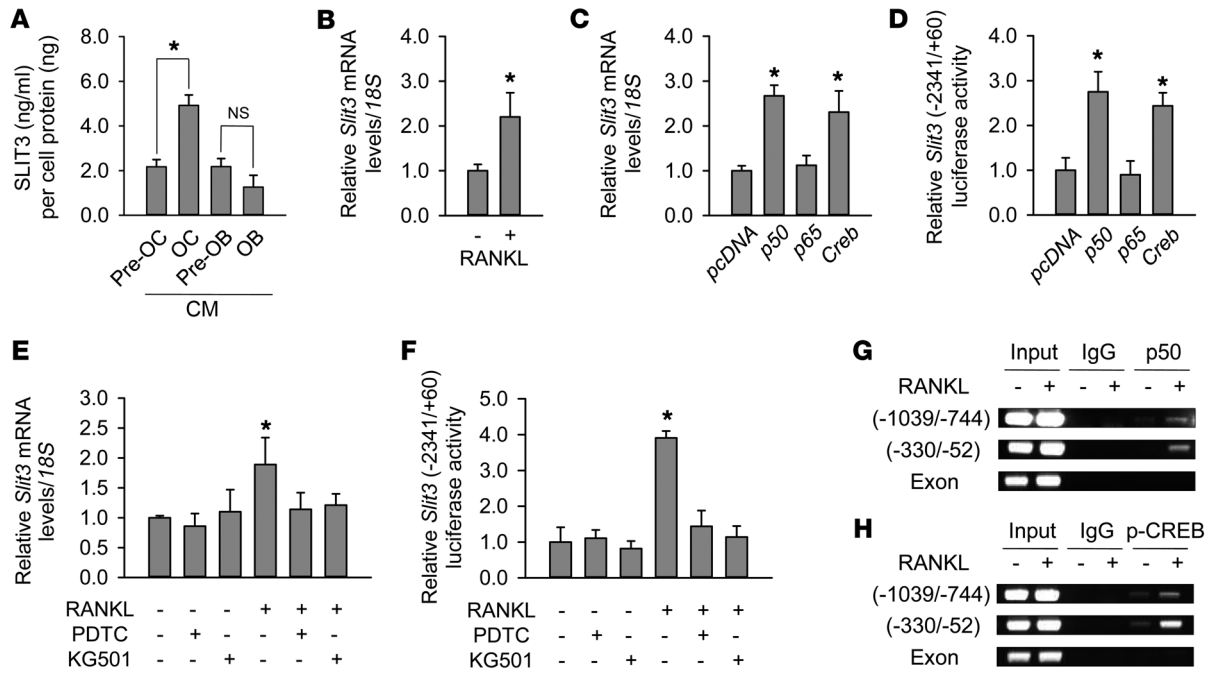 A
SLIT3 (ng/ml)
per cell protein (ng)
8.0
6.0
4.0
2.0
0.0
*
NS
Pre-OC
OC
Pre-OB
OB
CM
B
Relative Slit3 mRNA
levels/18S
4.0
3.0
2.0
1.0
0.0
*
- +
RANKL
C
Relative Slit3 mRNA
levels/18S
4.0
3.0
2.0
1.0
0.0
* *
pcDNA
p50
p65
Creb
D
Relative Slit3 (-2341/+60)
luciferase activity
4.0
3.0
2.0
1.0
0.0
* *
pcDNA
p50
p65
Creb
E
Relative Slit3 mRNA
levels/18S
3.0
2.5
2.0
1.5
1.0
0.5
0.0
*
RANKL - - - + + +
PDTC - + - - + -
KG501 - - + - - +
F
Relative Slit3 (-2341/+60)
luciferase activity
5.0
4.0
3.0
2.0
1.0
0.0
*
RANKL - - - + + +
PDTC - + - - + -
KG501 - - + - - +
G
Input IgG p50
RANKL - + - + - +
(-1039/-744)
(-330/-52)
Exon
H
Input IgG p-CREB
RANKL - + - + - +
(-1039/-744)
(-330/-52)
Exon